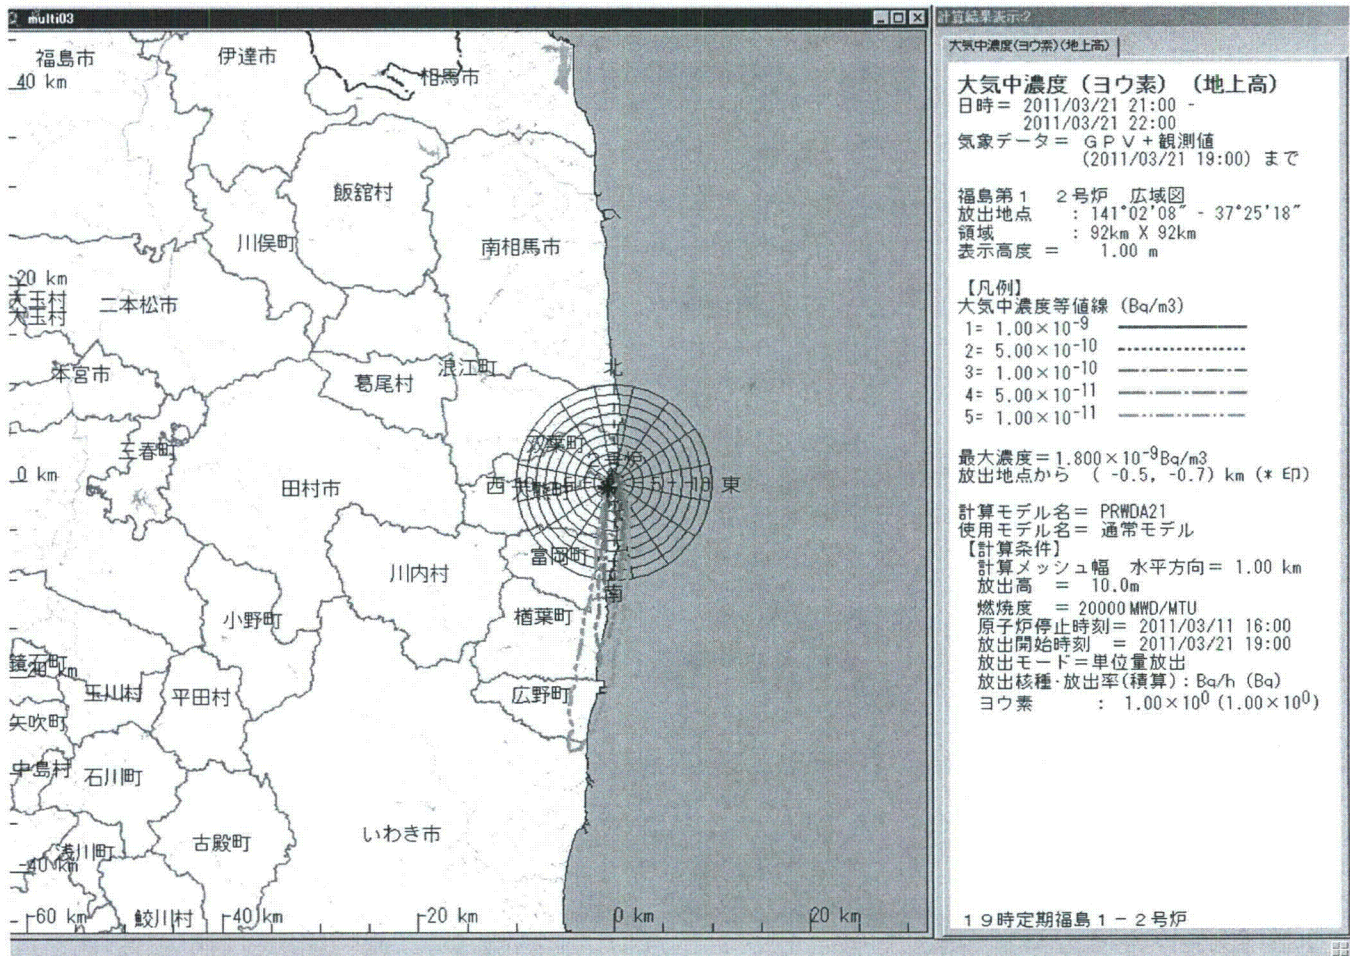 multi03
福島市
伊達市
相馬市
40 km
飯舘村
川俣町
南相馬市
20 km
大玉村
大玉村
二本松市
本宮市
葛尾村
浪江町
北
三春町
双葉町
0 km
田村市
西
東
富岡町
川内村
南
小野町
楢葉町
鏡石町
-20 km
玉川村
平田村
広野町
矢吹町
中島村
石川町
いわき市
古殿町
浅川町
-40 km
鮫川村
-60 km
-40 km
-20 km
0 km
20 km
計算結果表示:2
大気中濃度(ヨウ素)(地上高)
大気中濃度(ヨウ素) (地上高)
日時= 2011/03/21 21:00 -
2011/03/21 22:00
気象データ= GPV+観測値
(2011/03/21 19:00) まで
福島第1 2号炉 広域図
放出地点 : 141°02'08" - 37°25'18"
領域 : 92km X 92km
表示高度 = 1.00 m
【凡例】
大気中濃度等値線 (Bq/m3)
1= 1.00×10⁻⁹
2= 5.00×10⁻¹⁰
3= 1.00×10⁻¹⁰
4= 5.00×10⁻¹¹
5= 1.00×10⁻¹¹
最大濃度=1.800×10⁻⁹Bq/m3
放出地点から ( -0.5, -0.7) km (* 印)
計算モデル名= PRWDA21
使用モデル名= 通常モデル
【計算条件】
計算メッシュ幅 水平方向= 1.00 km
放出高 = 10.0m
燃焼度 = 20000MWD/MTU
原子炉停止時刻= 2011/03/11 16:00
放出開始時刻 = 2011/03/21 19:00
放出モード=単位量放出
放出核種・放出率(積算):Bq/h (Bq)
ヨウ素 : 1.00×10⁰ (1.00×10⁰)
19時定期福島1-2号炉